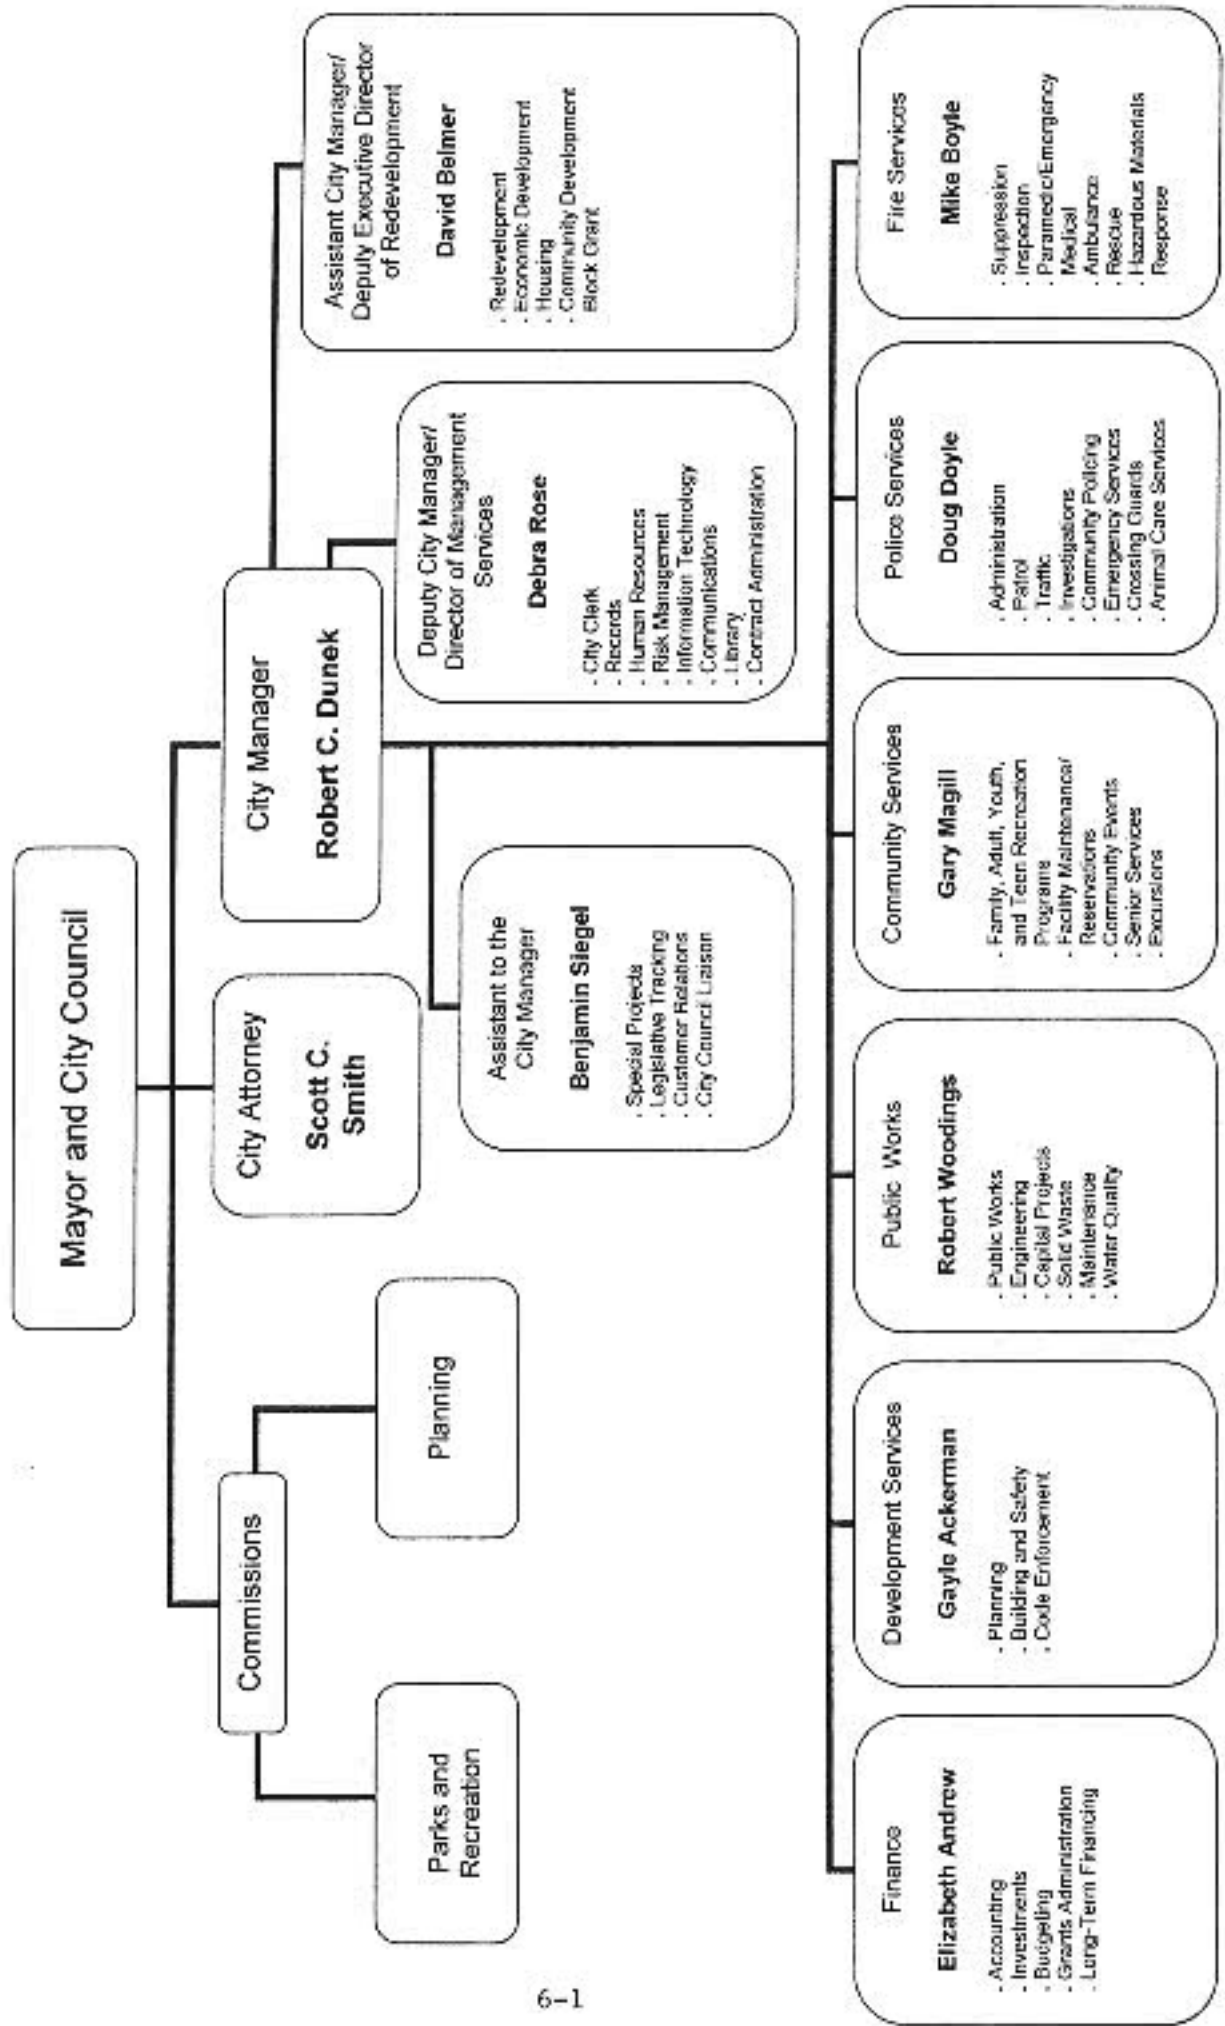 Mayor and City Council
Commissions
Parks and
Recreation
Planning
City Attorney
Scott C.
Smith
City Manager
Robert C. Dunek
Assistant to the
City Manager
Benjamin Siegel
. Special Projects
. Legislative Tracking
. Customer Relations
. City Council Liaison
Deputy City Manager/
Director of Management
Services
Debra Rose
. City Clerk
. Records
. Human Resources
. Risk Management
. Information Technology
. Communications
. Library
. Contract Administration
Assistant City Manager/
Deputy Executive Director
of Redevelopment
David Belmer
. Redevelopment
. Economic Development
. Housing
. Community Development
Block Grant
Finance
Elizabeth Andrew
. Accounting
. Investments
. Budgeting
. Grants Administration
. Long-Term Financing
Development Services
Gayle Ackerman
. Planning
. Building and Safety
. Code Enforcement
Public Works
Robert Woodings
. Public Works
. Engineering
. Capital Projects
. Solid Waste
. Maintenance
. Water Quality
Community Services
Gary Magill
. Family, Adult, Youth,
and Teen Recreation
Programs
. Facility Maintenance/
Reservations
. Community Events
. Senior Services
. Excursions
Police Services
Doug Doyle
. Administration
. Patrol
. Traffic
. Investigations
. Community Policing
. Emergency Services
. Crossing Guards
. Animal Care Services
Fire Services
Mike Boyle
. Suppression
. Inspection
. Paramedic/Emergency
Medical
. Ambulance
. Rescue
. Hazardous Materials
Response
6-1